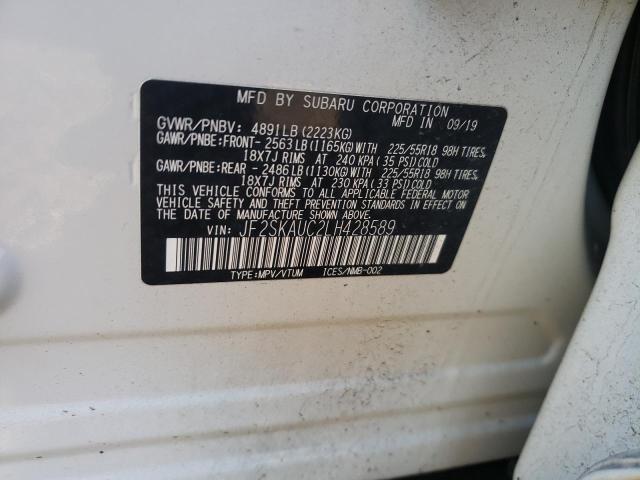 MFD BY SUBARU CORPORATION
MFD IN 09/19
GVWR/PNBV: 4891LB(2223KG)
GAWR/PNBE:FRONT- 2563LB(1165KG)WITH 225/55R18 98H TIRES,
18X7J RIMS AT 240 KPA(35 PSI)COLD
GAWR/PNBE:REAR - 2486LB(1130KG)WITH 225/55R18 98H TIRES,
18X7J RIMS AT 230 KPA(33 PSI)COLD
THIS VEHICLE CONFORMS TO ALL APPLICABLE FEDERAL MOTOR
VEHICLE SAFETY AND BUMPER STANDARDS IN EFFECT ON THE
DATE OF MANUFACTURE SHOWN ABOVE.
VIN: JF2SKAUC2LH428589
TYPE:MPV/VTUM ICES/NMB-002